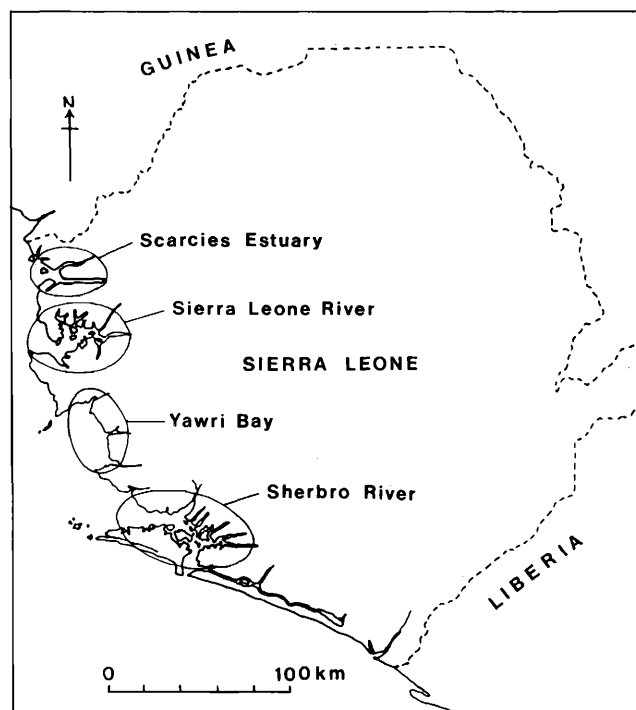 GUINEA
N
Scarcies Estuary
Sierra Leone River
SIERRA LEONE
Yawri Bay
Sherbro River
LIBERIA
0 100km